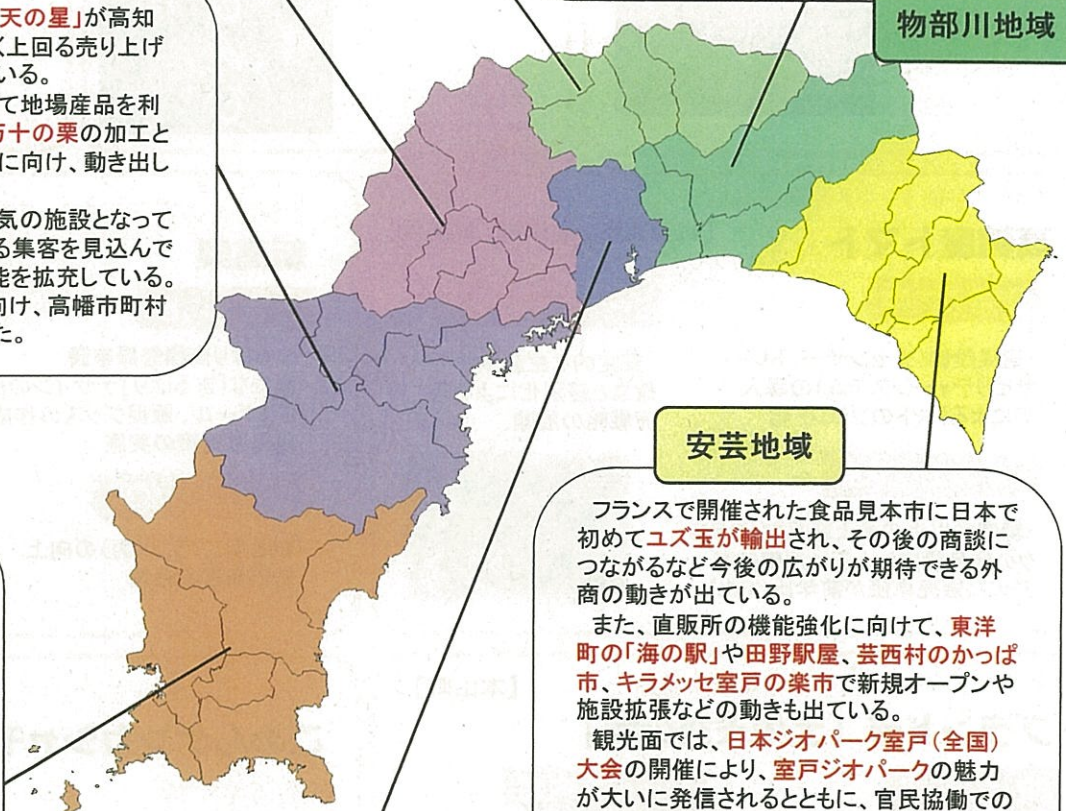 天の星」が高知
く上回る売り上げ
いる。
て地場産品を利
万十の栗の加工と
に向け、動き出し
気の施設となって
る集客を見込んで
能を拡充している。
向け、高幡市町村
た。
物部川地域
安芸地域
フランスで開催された食品見本市に日本で
初めてユズ玉が輸出され、その後の商談に
つながるなど今後の広がりが期待できる外
商の動きが出ている。
また、直販所の機能強化に向けて、東洋
町の「海の駅」や田野駅屋、芸西村のかっぱ
市、キラメッセ室戸の楽市で新規オープンや
施設拡張などの動きも出ている。
観光面では、日本ジオパーク室戸(全国)
大会の開催により、室戸ジオパークの魅力
が大いに発信されるとともに、官民協働での